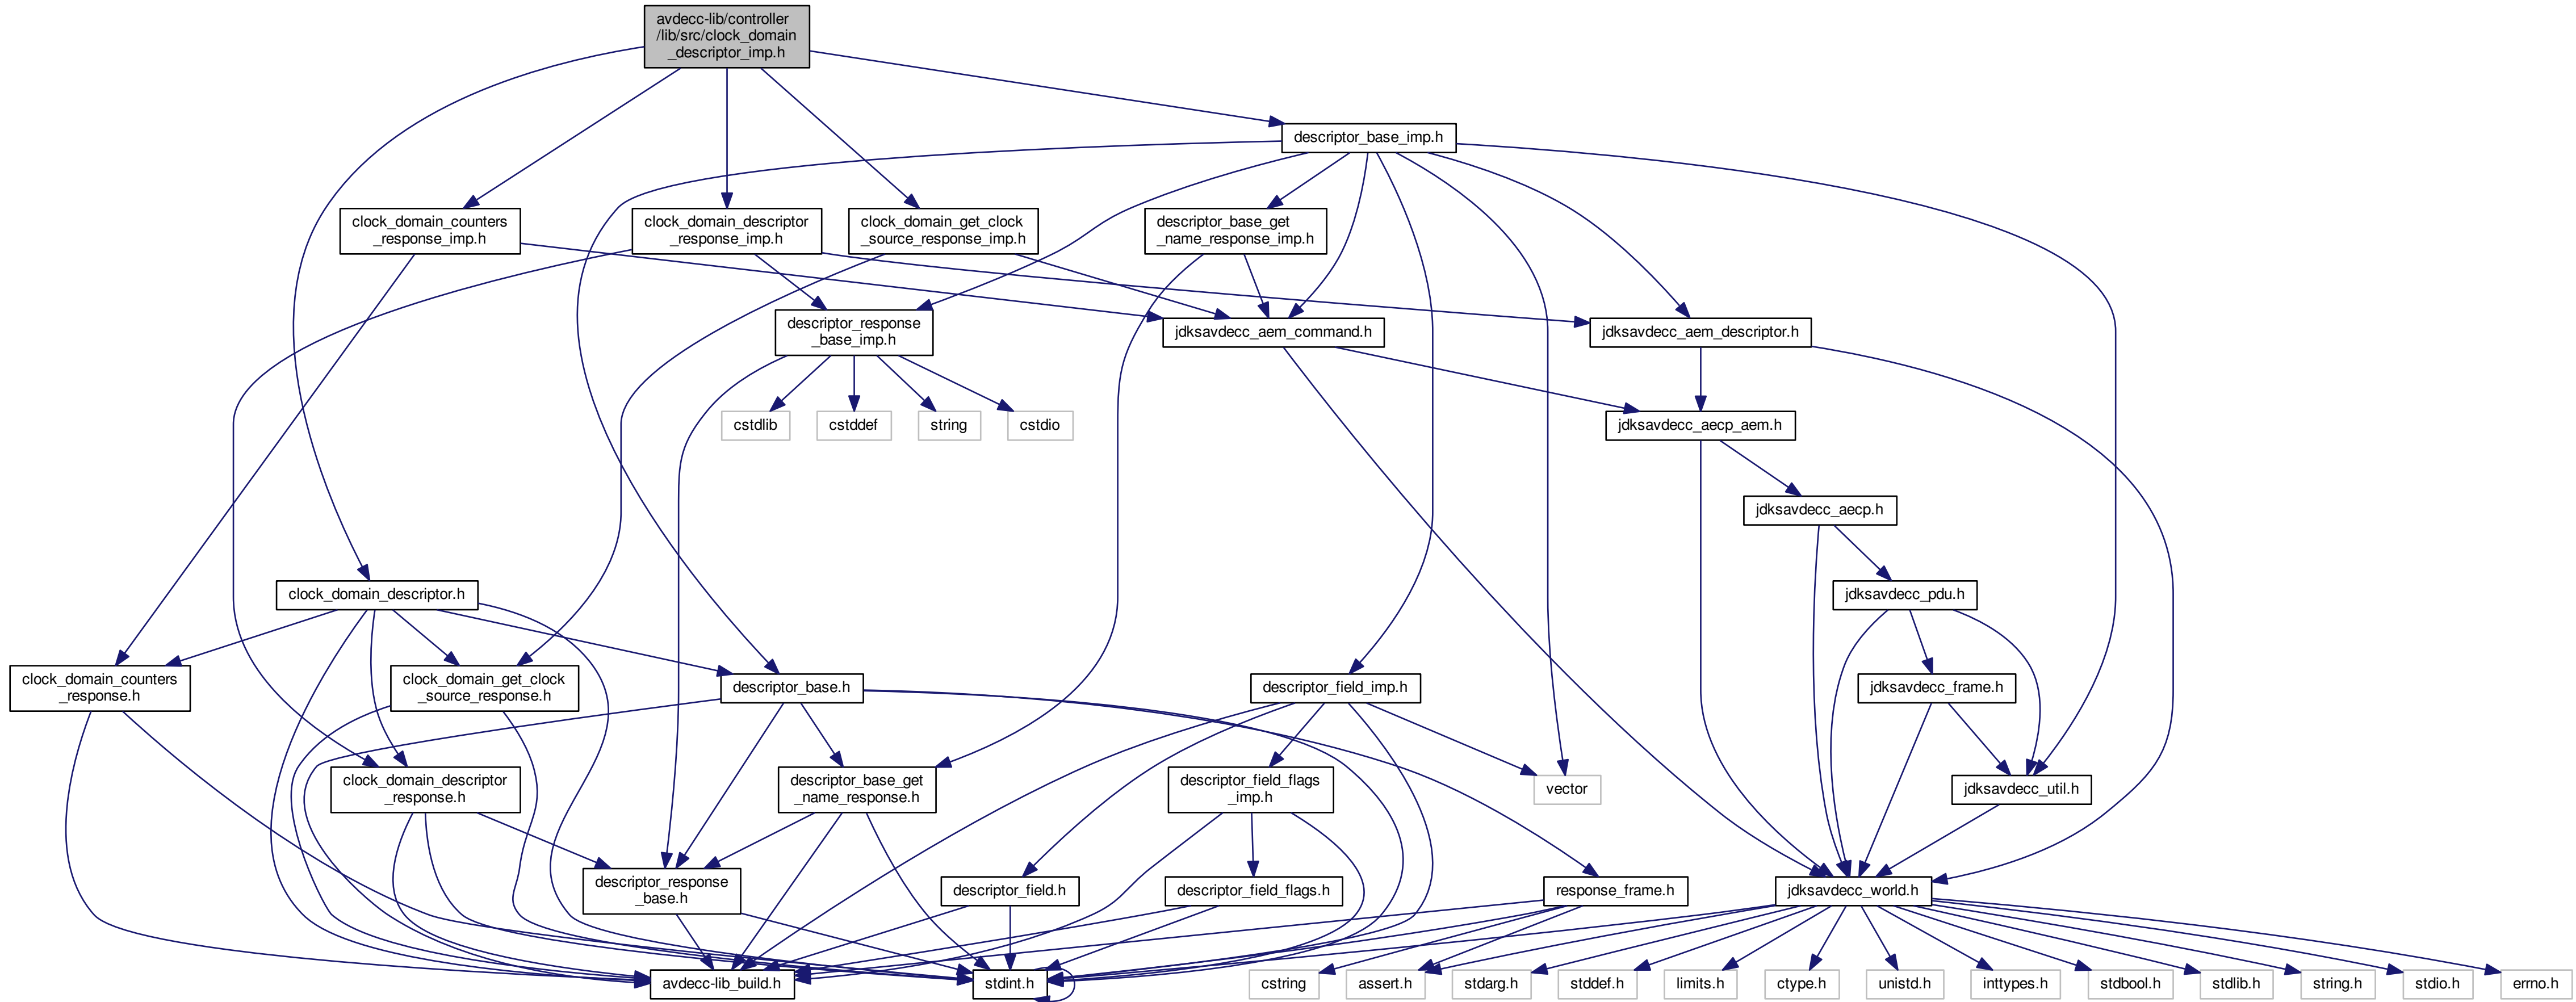 avdecc-lib/controller
/lib/src/clock_domain
_descriptor_imp.h
descriptor_base_imp.h
clock_domain_counters
_response_imp.h
clock_domain_descriptor
_response_imp.h
clock_domain_get_clock
_source_response_imp.h
descriptor_base_get
_name_response_imp.h
descriptor_response
_base_imp.h
jdksavdecc_aem_command.h
jdksavdecc_aem_descriptor.h
cstdlib
cstddef
string
cstdio
jdksavdecc_aecp_aem.h
jdksavdecc_aecp.h
clock_domain_descriptor.h
jdksavdecc_pdu.h
clock_domain_counters
_response.h
clock_domain_get_clock
_source_response.h
descriptor_base.h
descriptor_field_imp.h
jdksavdecc_frame.h
clock_domain_descriptor
_response.h
descriptor_base_get
_name_response.h
descriptor_field_flags
_imp.h
vector
jdksavdecc_util.h
descriptor_response
_base.h
descriptor_field.h
descriptor_field_flags.h
response_frame.h
jdksavdecc_world.h
avdecc-lib_build.h
stdint.h
cstring
assert.h
stdarg.h
stddef.h
limits.h
ctype.h
unistd.h
inttypes.h
stdbool.h
stdlib.h
string.h
stdio.h
errno.h